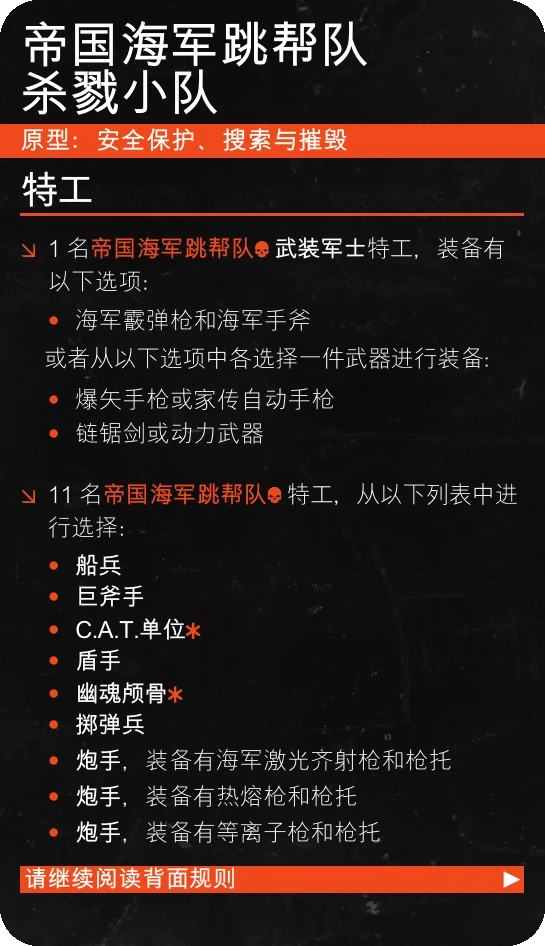 帝国海军跳帮队
杀戮小队
原型：安全保护、搜索与摧毁
特工
1 名帝国海军跳帮队 武装军士特工，装备有
以下选项:
• 海军霰弹枪和海军手斧
或者从以下选项中各选择一件武器进行装备:
• 爆矢手枪或家传自动手枪
• 链锯剑或动力武器
11 名帝国海军跳帮队 特工，从以下列表中进
行选择:
• 船兵
• 巨斧手
• C.A.T.单位*
• 盾手
• 幽魂颅骨*
• 掷弹兵
• 炮手，装备有海军激光齐射枪和枪托
• 炮手，装备有热熔枪和枪托
• 炮手，装备有等离子枪和枪托
请继续阅读背面规则